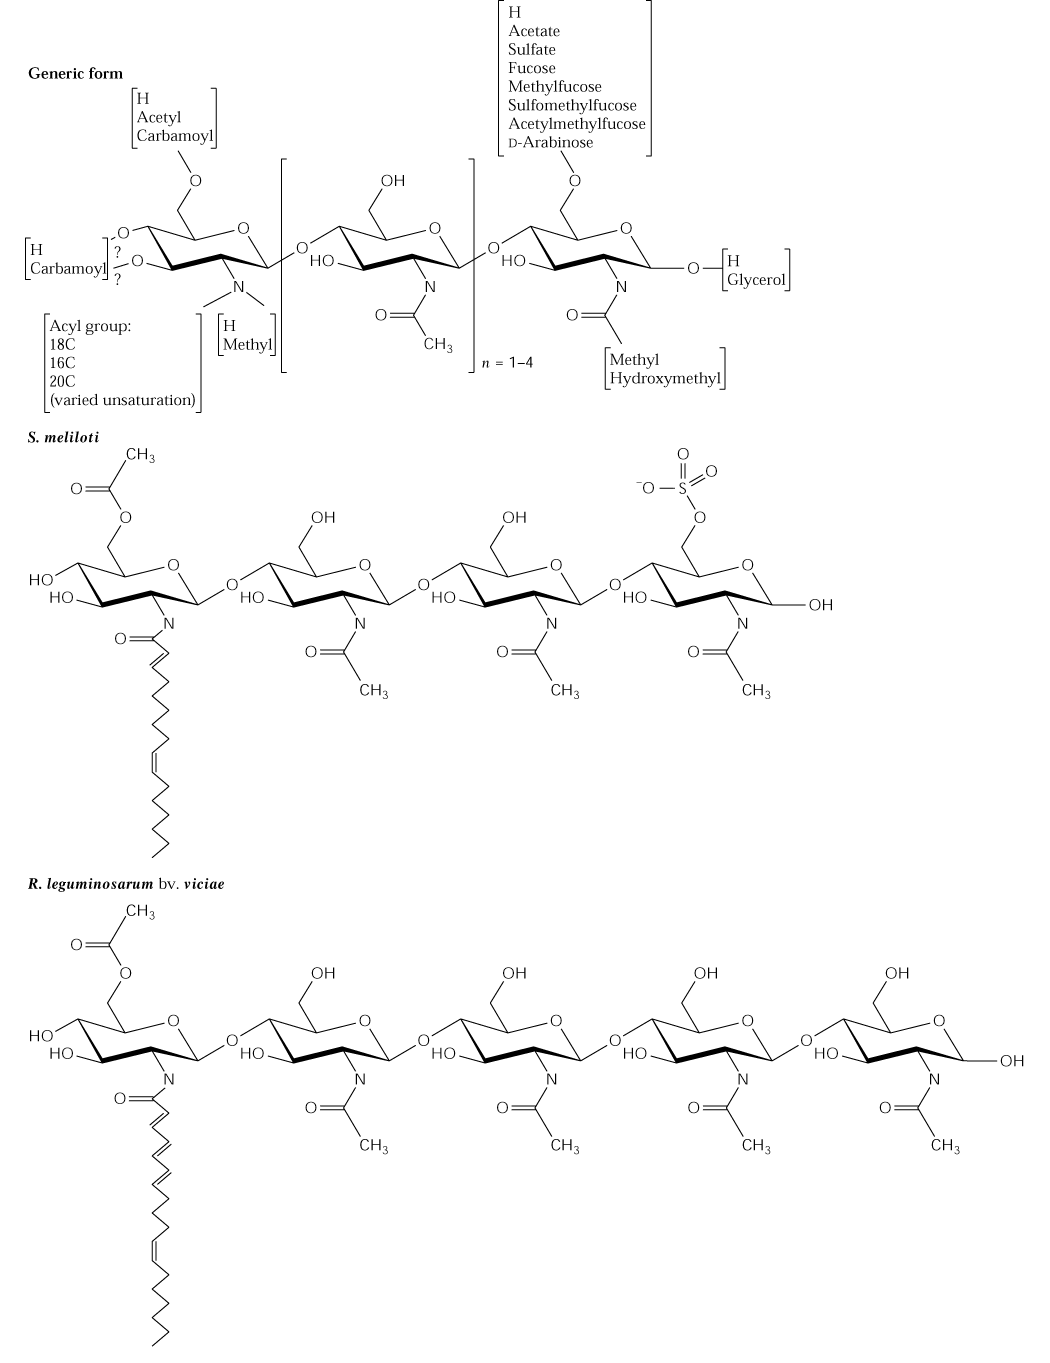 H
Acetate
Sulfate
Fucose
Methylfucose
Sulfomethylfucose
Acetylmethylfucose
D-Arabinose
Generic form
H
Acetyl
Carbamoyl
O
OH
O
O
O
O
O
H
Carbamoyl
?
O
?
O
HO
O
HO
O
H
Glycerol
N
N
N
O
O
CH3
Acyl group:
18C
16C
20C
(varied unsaturation)
H
Methyl
n = 1–4
Methyl
Hydroxymethyl
S. meliloti
CH3
O
O
O
O
−O
S
O
OH
OH
O
O
O
O
O
HO
HO
O
HO
O
HO
O
HO
OH
N
N
N
N
O
O
O
O
CH3
CH3
CH3
R. leguminosarum bv. viciae
CH3
O
O
OH
OH
OH
OH
O
O
O
O
O
HO
HO
O
HO
O
HO
O
HO
O
HO
OH
N
N
N
N
N
O
O
O
O
O
CH3
CH3
CH3
CH3